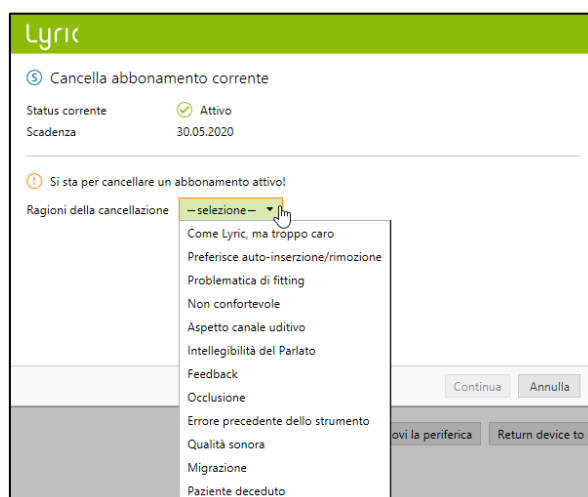 Lyric
Cancella abbonamento corrente
Status corrente Attivo
Scadenza 30.05.2020
Si sta per cancellare un abbonamento attivo!
Ragioni della cancellazione —selezione—
Come Lyric, ma troppo caro
Preferisce auto-inserzione/rimozione
Problematica di fitting
Non confortevole
Aspetto canale uditivo
Intellegibilità del Parlato
Feedback
Occlusione
Errore precedente dello strumento
Qualità sonora
Migrazione
Paziente deceduto
Continua Annulla
ovi la periferica Return device to